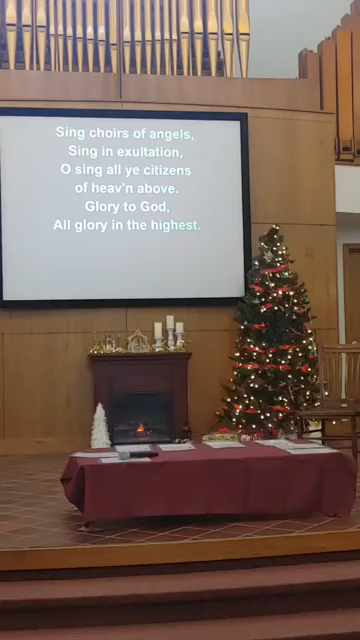 Sing choirs of angels,
Sing in exultation,
O sing all ye citizens
of heav'n above.
Glory to God,
All glory in the highest.